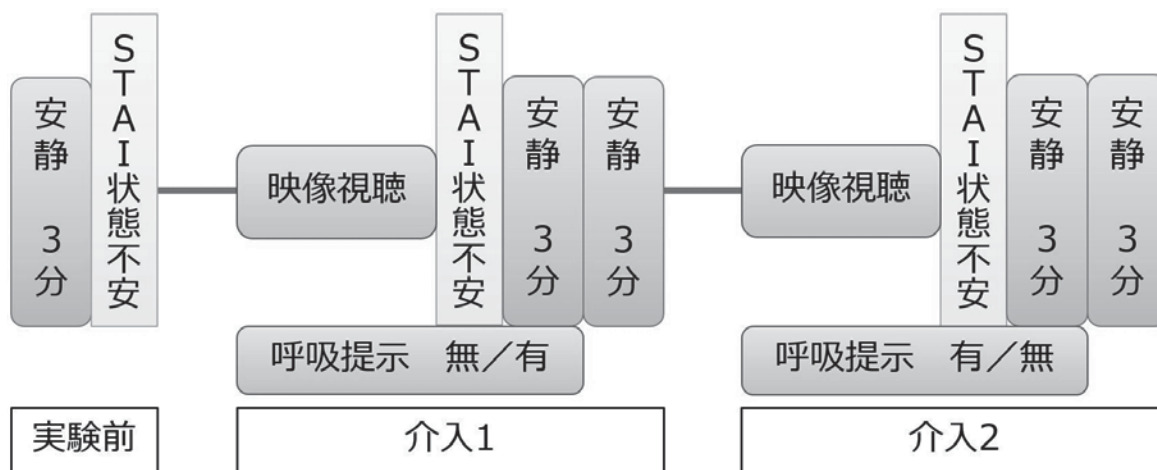 安静 3分
STAI状態不安
映像視聴
STAI状態不安
安静 3分
安静 3分
呼吸提示 無／有
映像視聴
STAI状態不安
安静 3分
安静 3分
呼吸提示 有／無
実験前
介入1
介入2